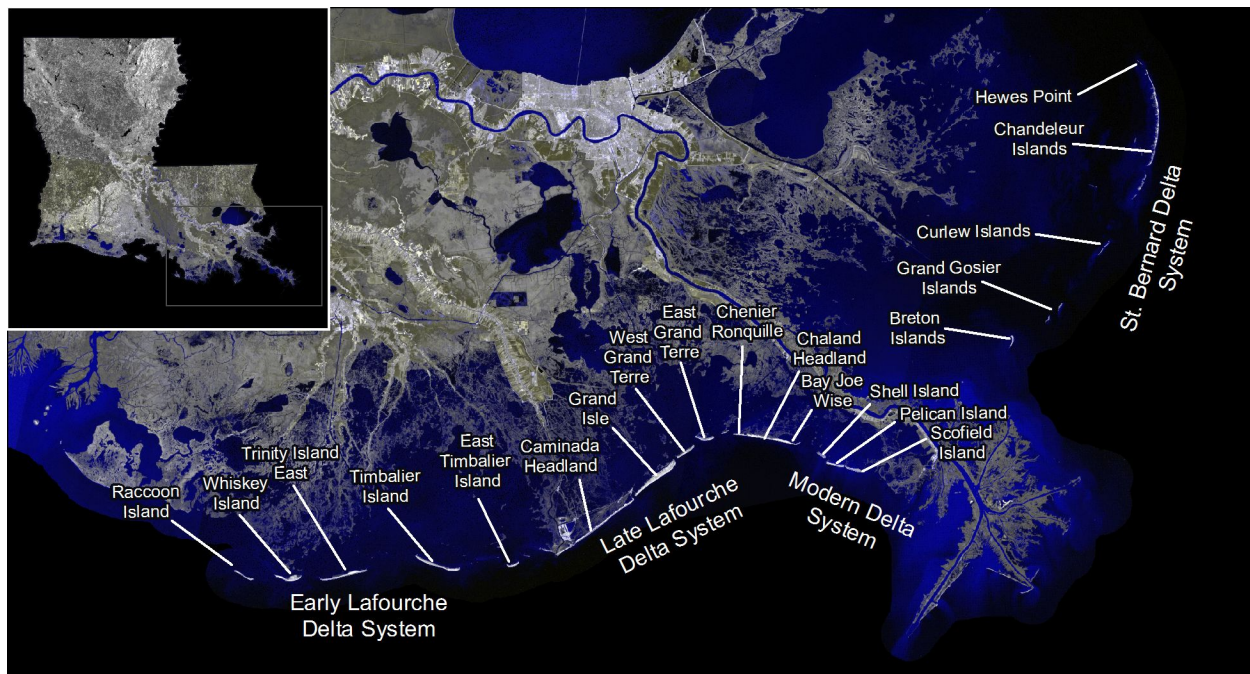 Hewes Point
Chandeleur
Islands
St. Bernard Delta
System
Curlew Islands
Grand Gosier
Islands
Breton
Islands
Chenier
Ronquille
East
Grand
Terre
West
Grand
Terre
Chaland
Headland
Bay Joe
Wise
Shell Island
Pelican Island
Scofield
Island
Grand
Isle
Caminada
Headland
East
Timbalier
Island
Timbalier
Island
Trinity Island
East
Whiskey
Island
Raccoon
Island
Late Lafourche
Delta System
Modern Delta
System
Early Lafourche
Delta System